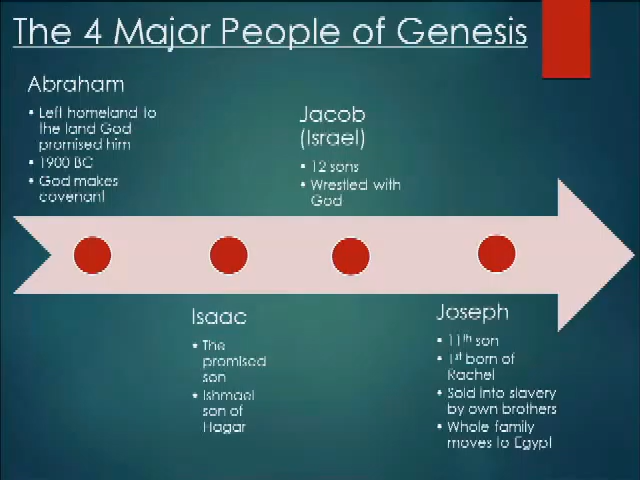 The 4 Major People of Genesis
Abraham
• Left homeland to
the land God
promised him
• 1900 BC
• God makes
covenant
Jacob
(Israel)
• 12 sons
• Wrestled with
God
Isaac
• The
promised
son
• Ishmael
son of
Hagar
Joseph
• 11th son
• 1st born of
Rachel
• Sold into slavery
by own brothers
• Whole family
moves to Egypt